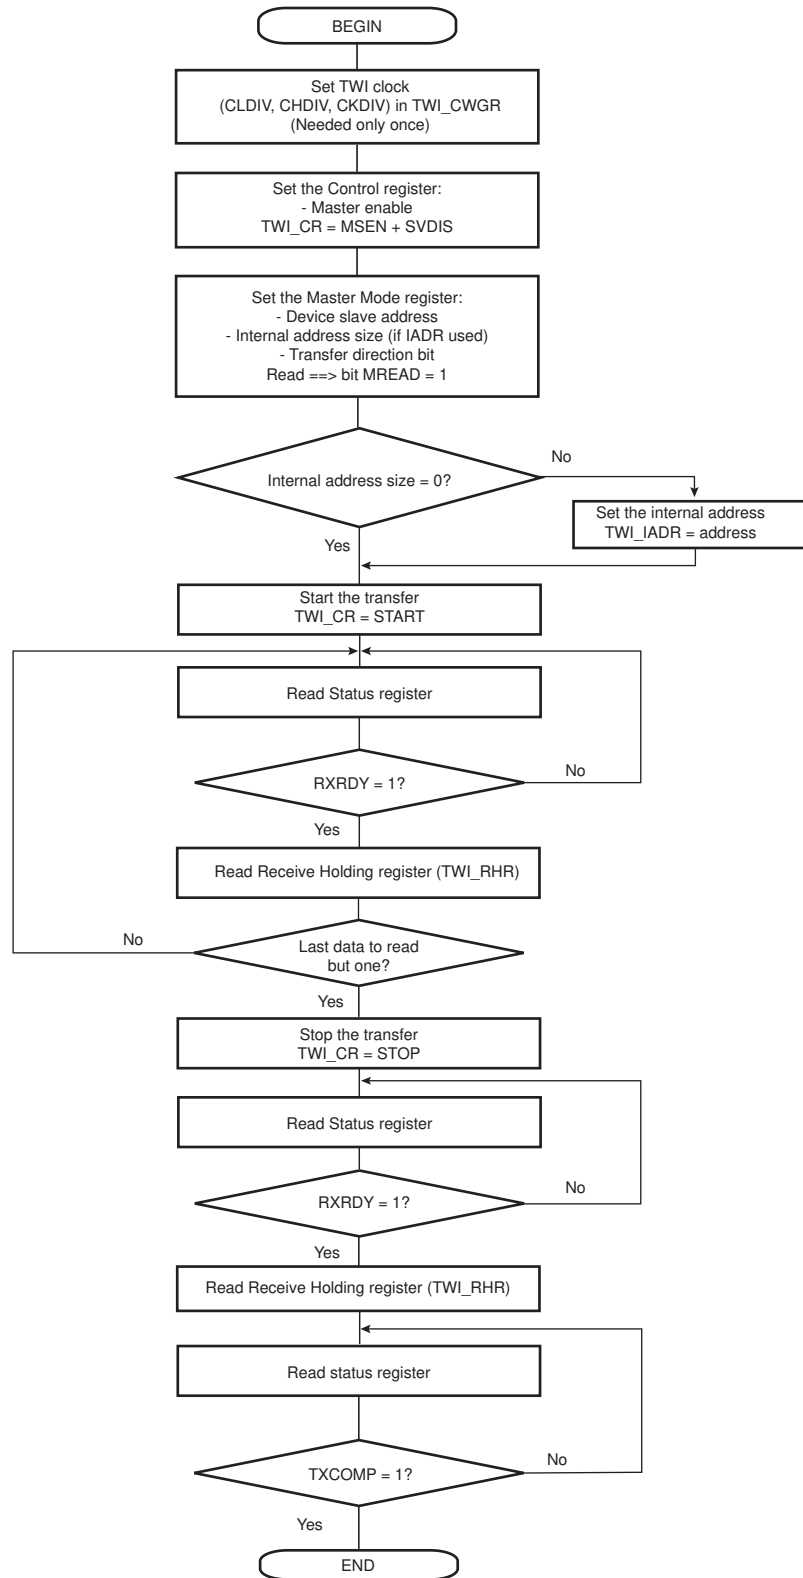 BEGIN
Set TWI clock
(CLDIV, CHDIV, CKDIV) in TWI_CWGR
(Needed only once)
Set the Control register:
- Master enable
TWI_CR = MSEN + SVDIS
Set the Master Mode register:
- Device slave address
- Internal address size (if IADR used)
- Transfer direction bit
Read ==> bit MREAD = 1
Internal address size = 0?
No
Set the internal address
TWI_IADR = address
Yes
Start the transfer
TWI_CR = START
Read Status register
RXRDY = 1?
No
Yes
Read Receive Holding register (TWI_RHR)
Last data to read
but one?
No
Yes
Stop the transfer
TWI_CR = STOP
Read Status register
RXRDY = 1?
No
Yes
Read Receive Holding register (TWI_RHR)
Read status register
TXCOMP = 1?
No
Yes
END